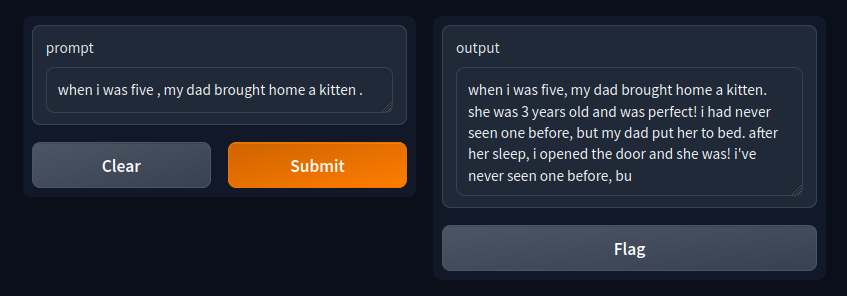 prompt
when i was five , my dad brought home a kitten .
Clear
Submit
output
when i was five, my dad brought home a kitten.
she was 3 years old and was perfect! i had never
seen one before, but my dad put her to bed. after
her sleep, i opened the door and she was! i've
never seen one before, bu
Flag